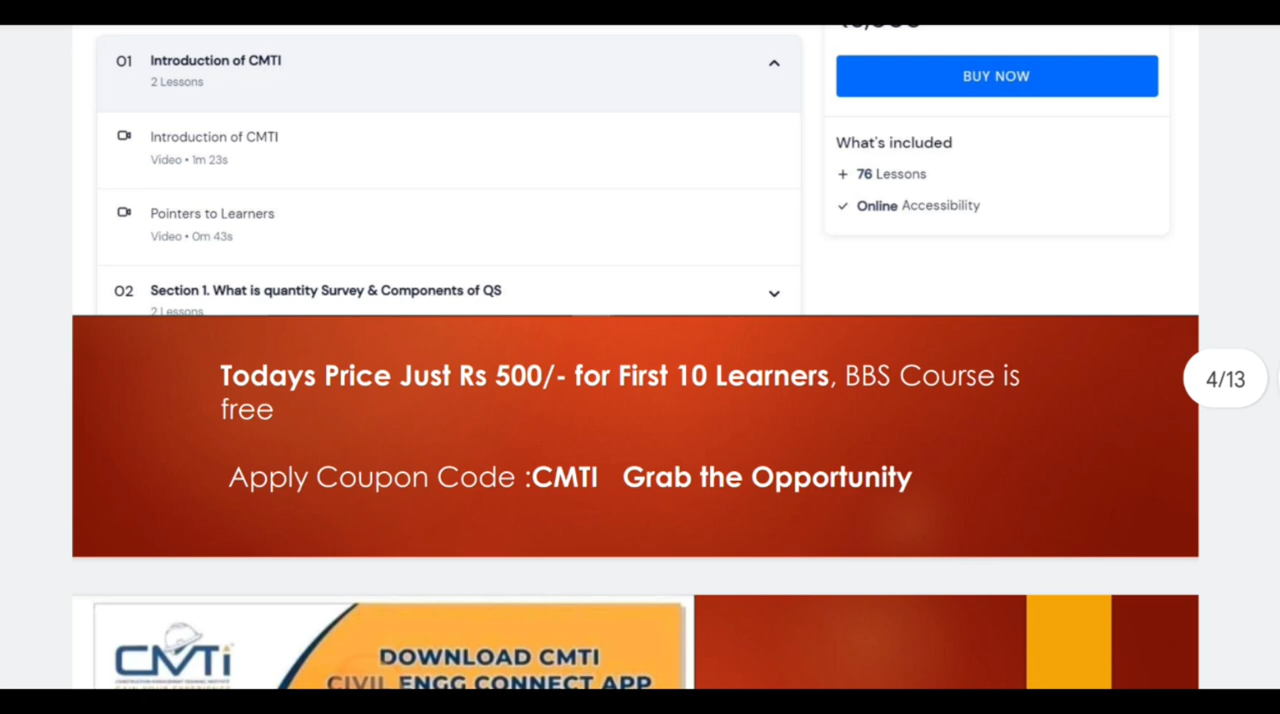 01 Introduction of CMTI
2 Lessons
Introduction of CMTI
Video • 1m 23s
Pointers to Learners
Video • 0m 43s
02 Section 1. What is quantity Survey & Components of QS
2 Lessons
BUY NOW
What's included
+ 76 Lessons
✓ Online Accessibility
Todays Price Just Rs 500/- for First 10 Learners, BBS Course is
free
Apply Coupon Code :CMTI Grab the Opportunity
4/13
CMTi
DOWNLOAD CMTI
CIVIL ENGG CONNECT APP